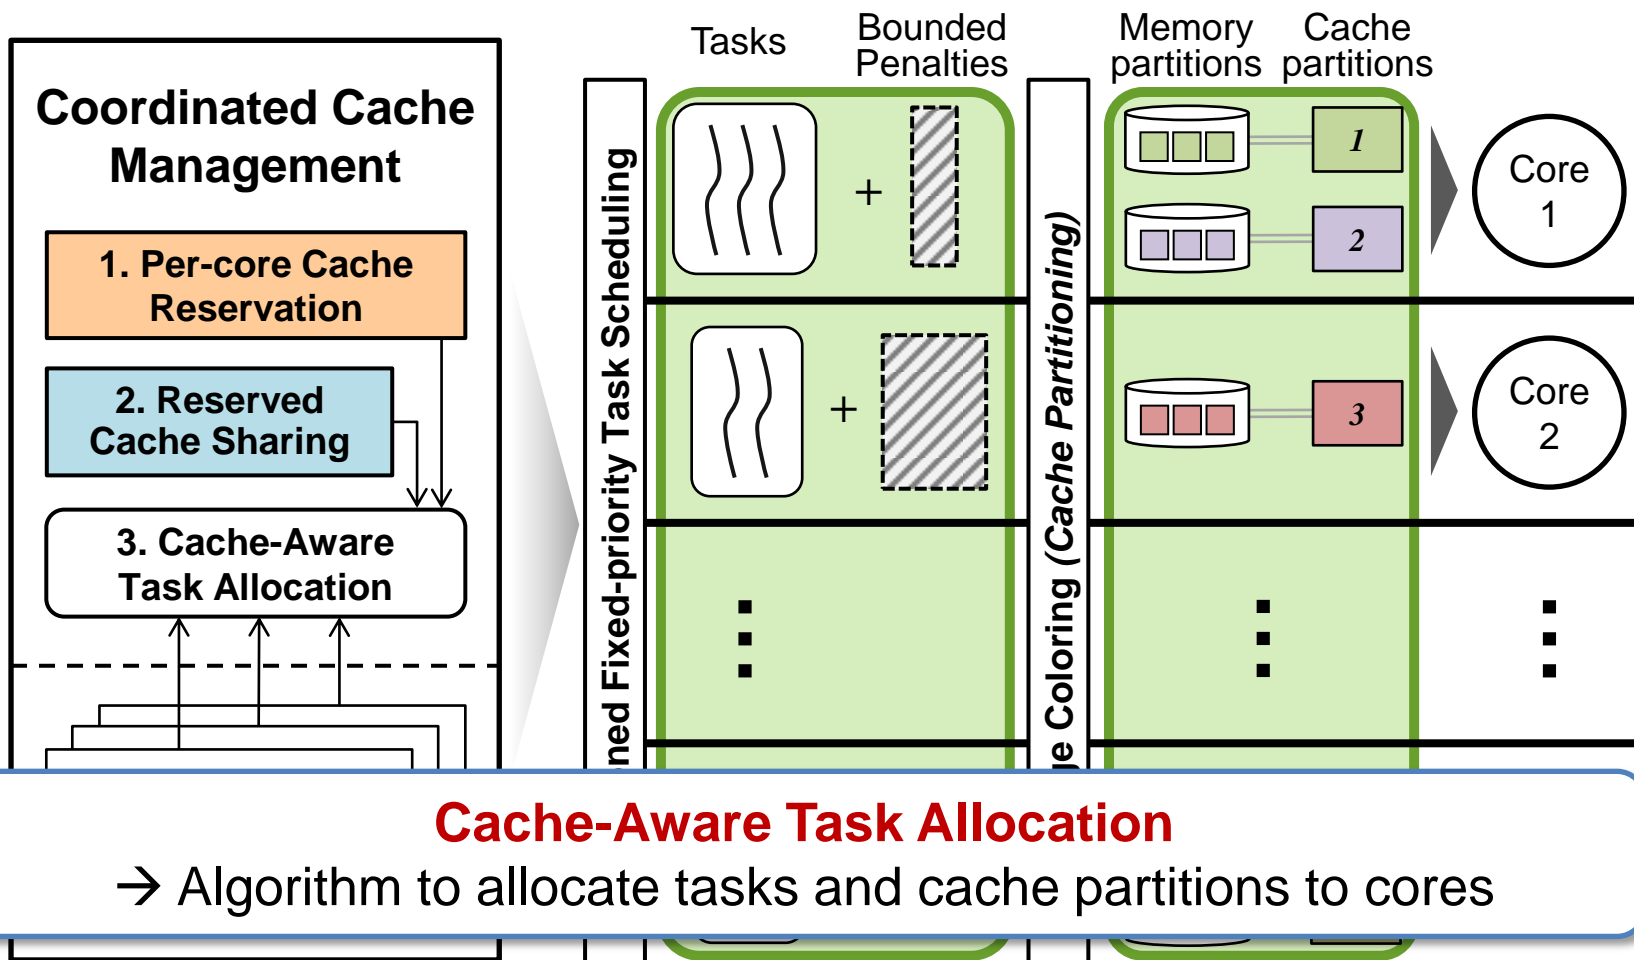 Coordinated Cache
Management
1. Per-core Cache
Reservation
2. Reserved
Cache Sharing
3. Cache-Aware
Task Allocation
Fixed-priority Task Scheduling
Tasks
Bounded
Penalties
+
+
Coloring (Cache Partitioning)
Memory
partitions
Cache
partitions
1
2
3
Core
1
Core
2
Cache-Aware Task Allocation
→ Algorithm to allocate tasks and cache partitions to cores